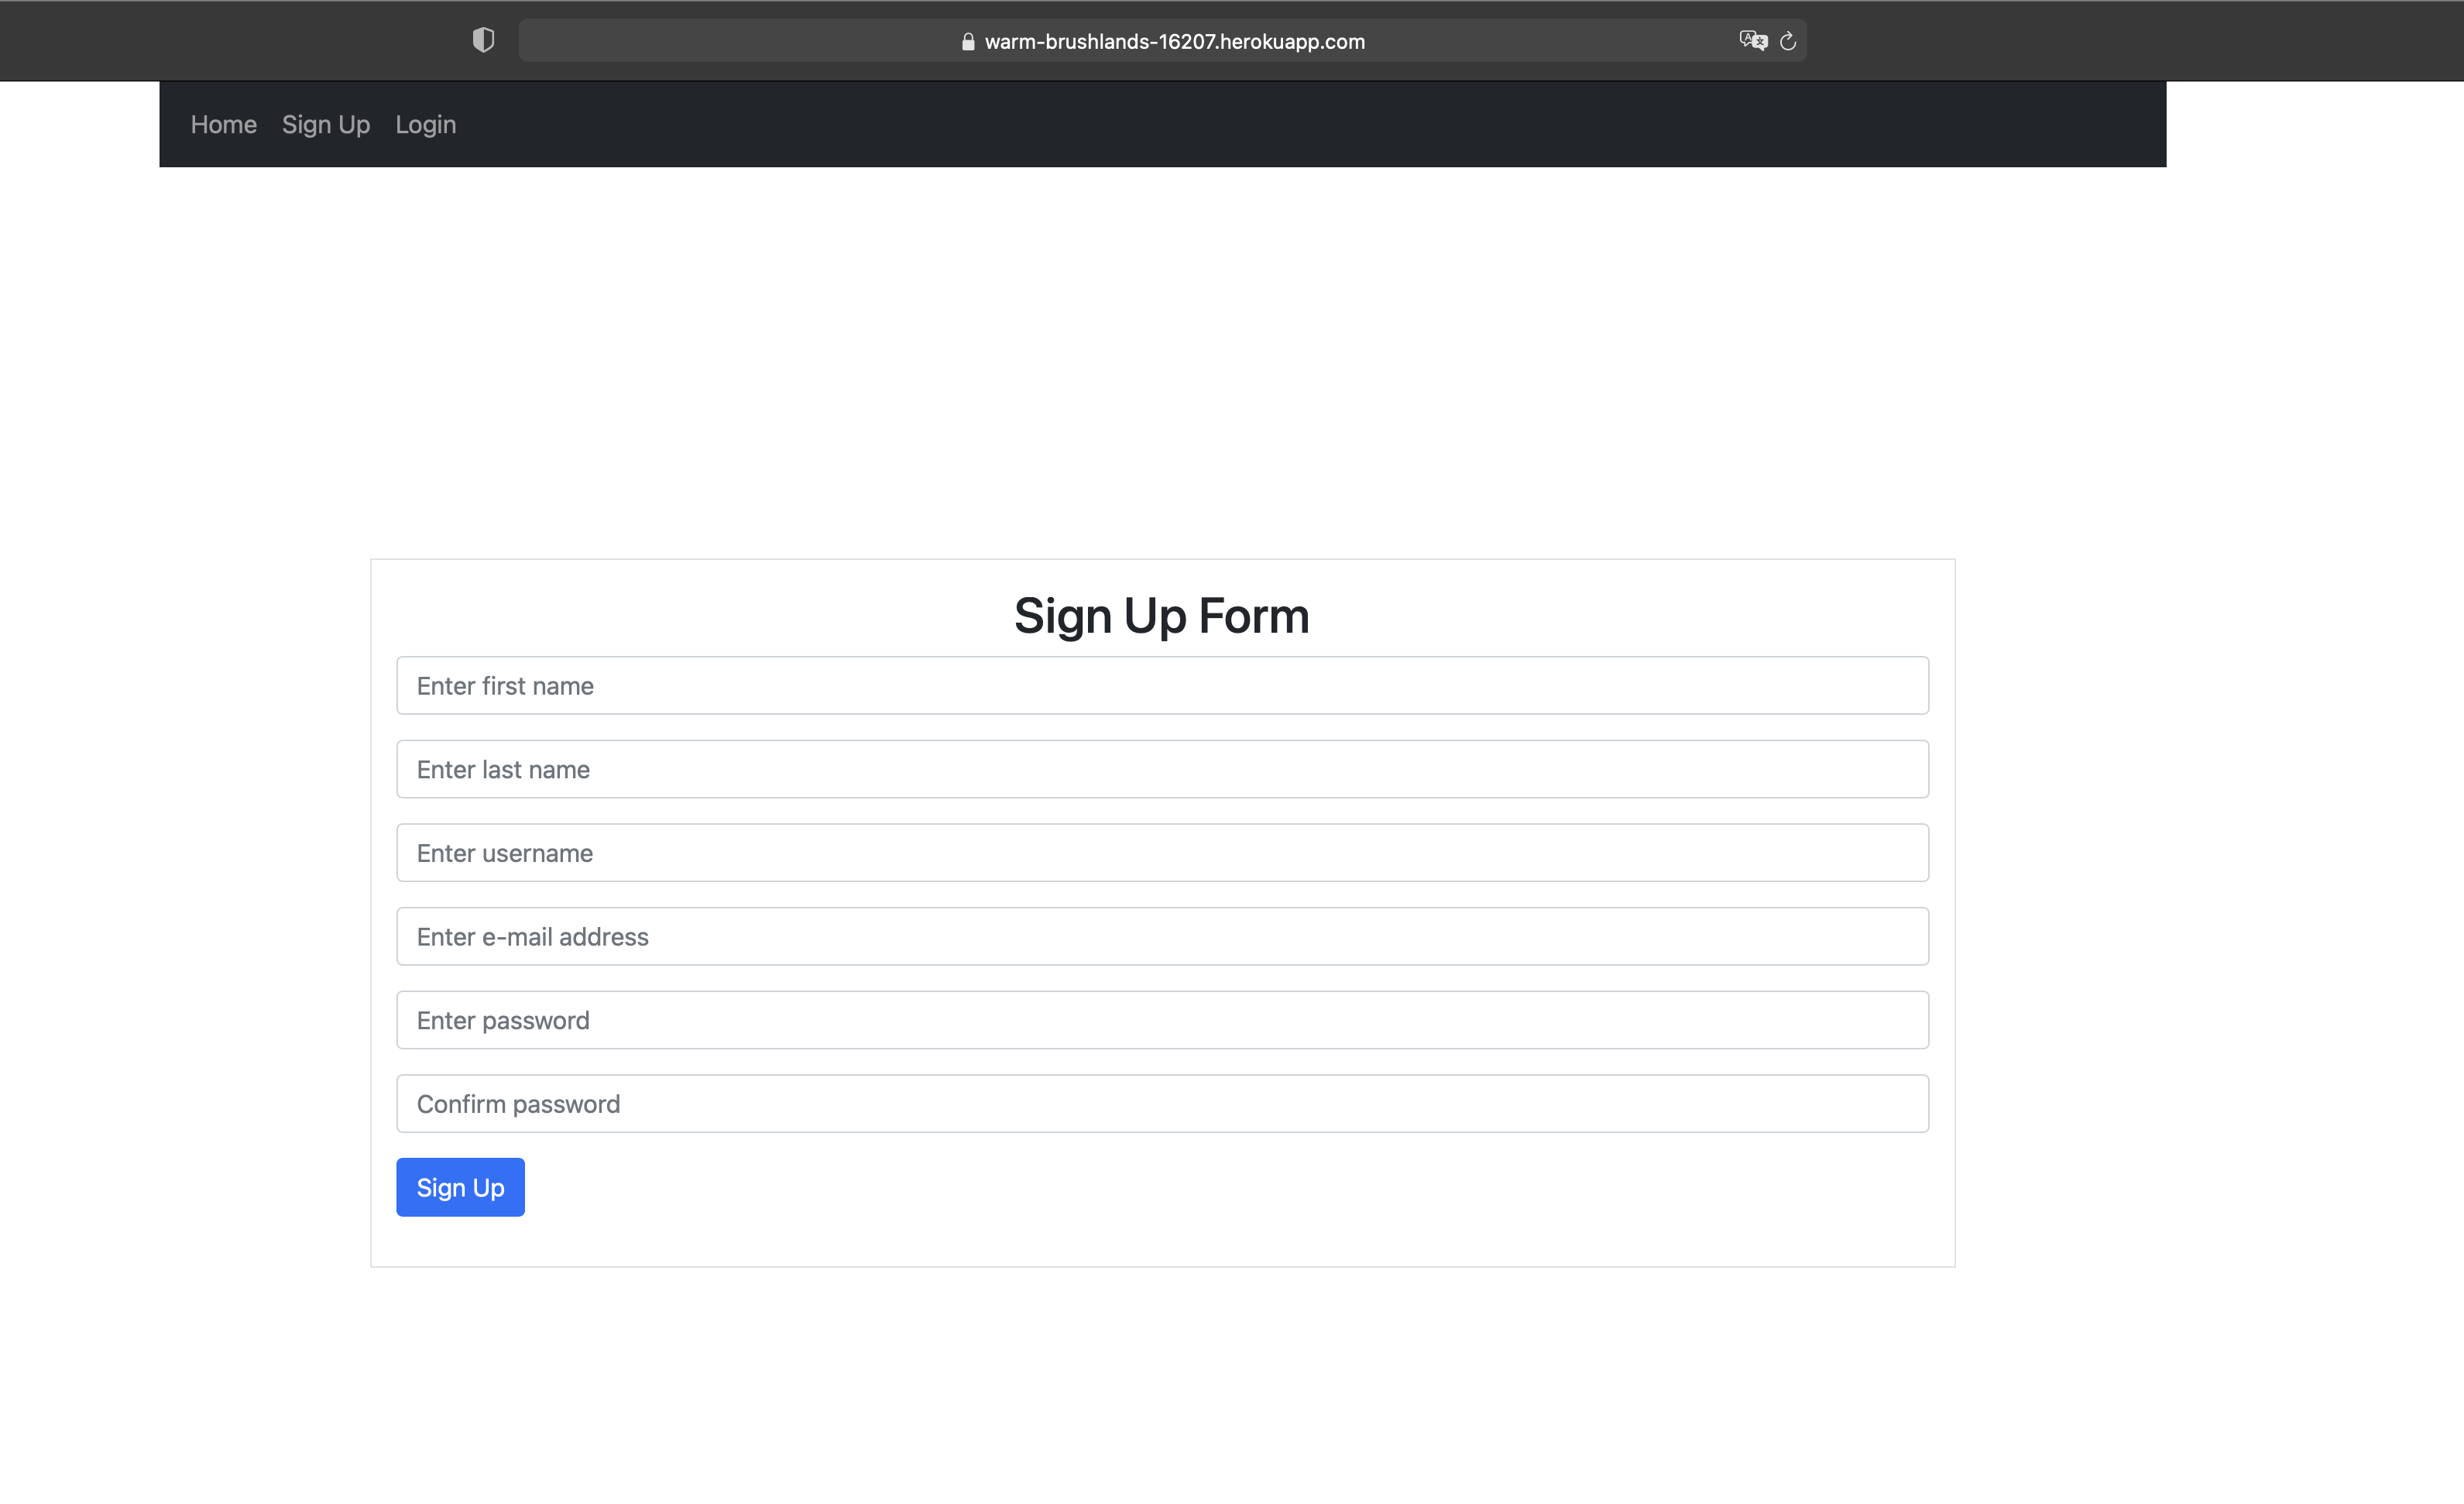 warm-brushlands-16207.herokuapp.com
Home Sign Up Login
Sign Up Form
Enter first name
Enter last name
Enter username
Enter e-mail address
Enter password
Confirm password
Sign Up